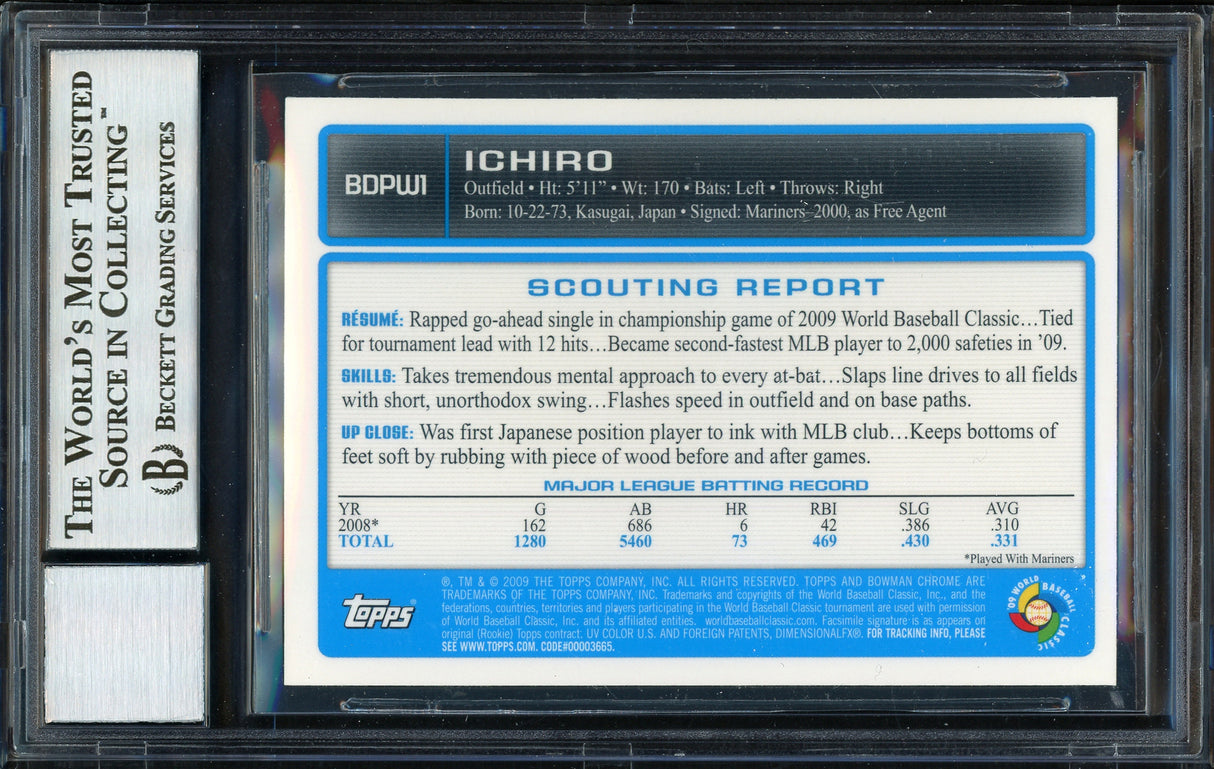 THE WORLD'S MOST TRUSTED
SOURCE IN COLLECTING™
B BECKETT GRADING SERVICES
BDPW1
ICHIRO
Outfield • Ht: 5'11” • Wt: 170 • Bats: Left • Throws: Right
Born: 10-22-73, Kasugai, Japan • Signed: Mariners 2000, as Free Agent
SCOUTING REPORT
RÉSUMÉ: Rapped go-ahead single in championship game of 2009 World Baseball Classic…Tied
for tournament lead with 12 hits…Became second-fastest MLB player to 2,000 safeties in ’09.
SKILLS: Takes tremendous mental approach to every at-bat…Slaps line drives to all fields
with short, unorthodox swing…Flashes speed in outfield and on base paths.
UP CLOSE: Was first Japanese position player to ink with MLB club…Keeps bottoms of
feet soft by rubbing with piece of wood before and after games.
MAJOR LEAGUE BATTING RECORD
YR G AB HR RBI SLG AVG
2008* 162 686 6 42 .386 .310
TOTAL 1280 5460 73 469 .430 .331
*Played With Mariners
®, TM & © 2009 THE TOPPS COMPANY, INC. ALL RIGHTS RESERVED. TOPPS AND BOWMAN CHROME ARE
TRADEMARKS OF THE TOPPS COMPANY, INC. Trademarks and copyrights of the World Baseball Classic, Inc., and the
federations, countries, territories and players participating in the World Baseball Classic tournament are used with permission
of World Baseball Classic, Inc. and its affiliated entities. worldbaseballclassic.com. Facsimile signature is as appears on
original (Rookie) Topps contract. UV COLOR U.S. AND FOREIGN PATENTS, DIMENSIONALFX®. FOR TRACKING INFO, PLEASE
SEE WWW.TOPPS.COM. CODE#00003665.
topps®
'09 WORLD BASEBALL CLASSIC